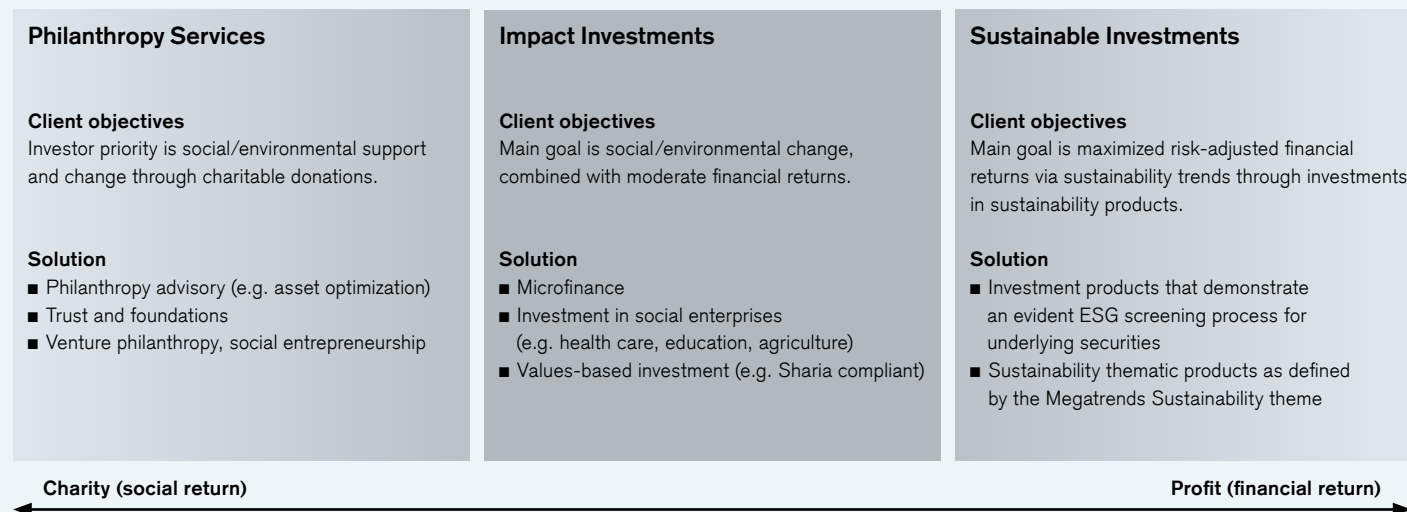 Philanthropy Services
Client objectives
Investor priority is social/environmental support
and change through charitable donations.
Solution
■ Philanthropy advisory (e.g. asset optimization)
■ Trust and foundations
■ Venture philanthropy, social entrepreneurship
Impact Investments
Client objectives
Main goal is social/environmental change,
combined with moderate financial returns.
Solution
■ Microfinance
■ Investment in social enterprises
(e.g. health care, education, agriculture)
■ Values-based investment (e.g. Sharia compliant)
Sustainable Investments
Client objectives
Main goal is maximized risk-adjusted financial
returns via sustainability trends through investments
in sustainability products.
Solution
■ Investment products that demonstrate
an evident ESG screening process for
underlying securities
■ Sustainability thematic products as defined
by the Megatrends Sustainability theme
Charity (social return)
Profit (financial return)